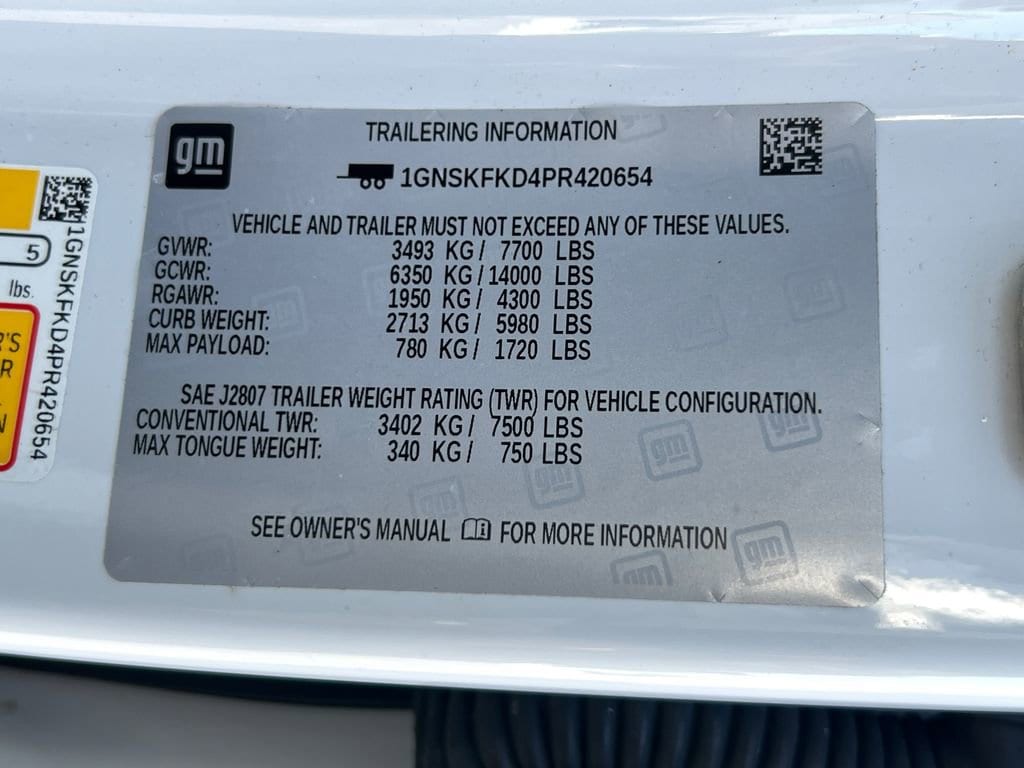 gm
TRAILERING INFORMATION
1GNSKFKD4PR420654
VEHICLE AND TRAILER MUST NOT EXCEED ANY OF THESE VALUES.
GVWR: 3493 KG / 7700 LBS
GCWR: 6350 KG / 14000 LBS
RGAWR: 1950 KG / 4300 LBS
CURB WEIGHT: 2713 KG / 5980 LBS
MAX PAYLOAD: 780 KG / 1720 LBS
SAE J2807 TRAILER WEIGHT RATING (TWR) FOR VEHICLE CONFIGURATION.
CONVENTIONAL TWR: 3402 KG / 7500 LBS
MAX TONGUE WEIGHT: 340 KG / 750 LBS
SEE OWNER'S MANUAL FOR MORE INFORMATION
5
lbs.
1GNSKFKD4PR420654